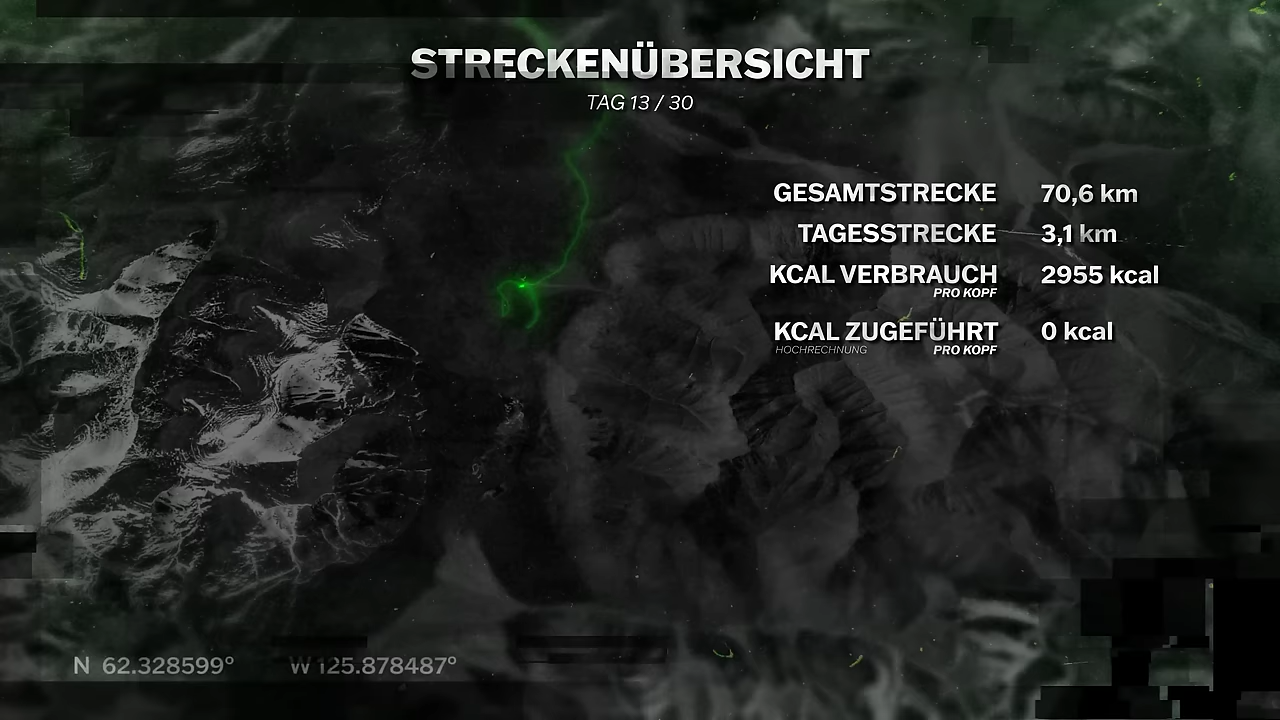 STRECKENÜBERSICHT
TAG 13 / 30
GESAMTSTRECKE 70,6 km
TAGESSTRECKE 3,1 km
KCAL VERBRAUCH 2955 kcal
PRO KOPF
KCAL ZUGEFÜHRT 0 kcal
HOCHRECHNUNG PRO KOPF
N 62.328599° W 125.878487°